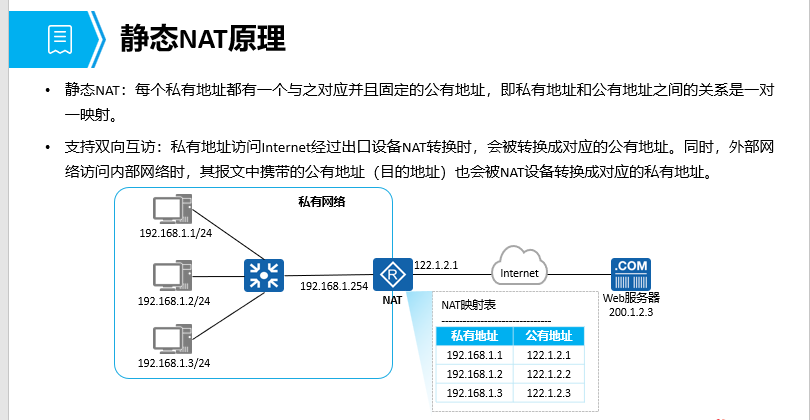 静态NAT原理
• 静态NAT：每个私有地址都有一个与之对应并且固定的公有地址，即私有地址和公有地址之间的关系是一对
一映射。
• 支持双向互访：私有地址访问Internet经过出口设备NAT转换时，会被转换成对应的公有地址。同时，外部网
络访问内部网络时，其报文中携带的公有地址（目的地址）也会被NAT设备转换成对应的私有地址。
私有网络
192.168.1.1/24
192.168.1.2/24
192.168.1.3/24
192.168.1.254
R
NAT
122.1.2.1
Internet
.COM
Web服务器
200.1.2.3
NAT映射表
--------------------------------
私有地址 公有地址
192.168.1.1 122.1.2.1
192.168.1.2 122.1.2.2
192.168.1.3 122.1.2.3